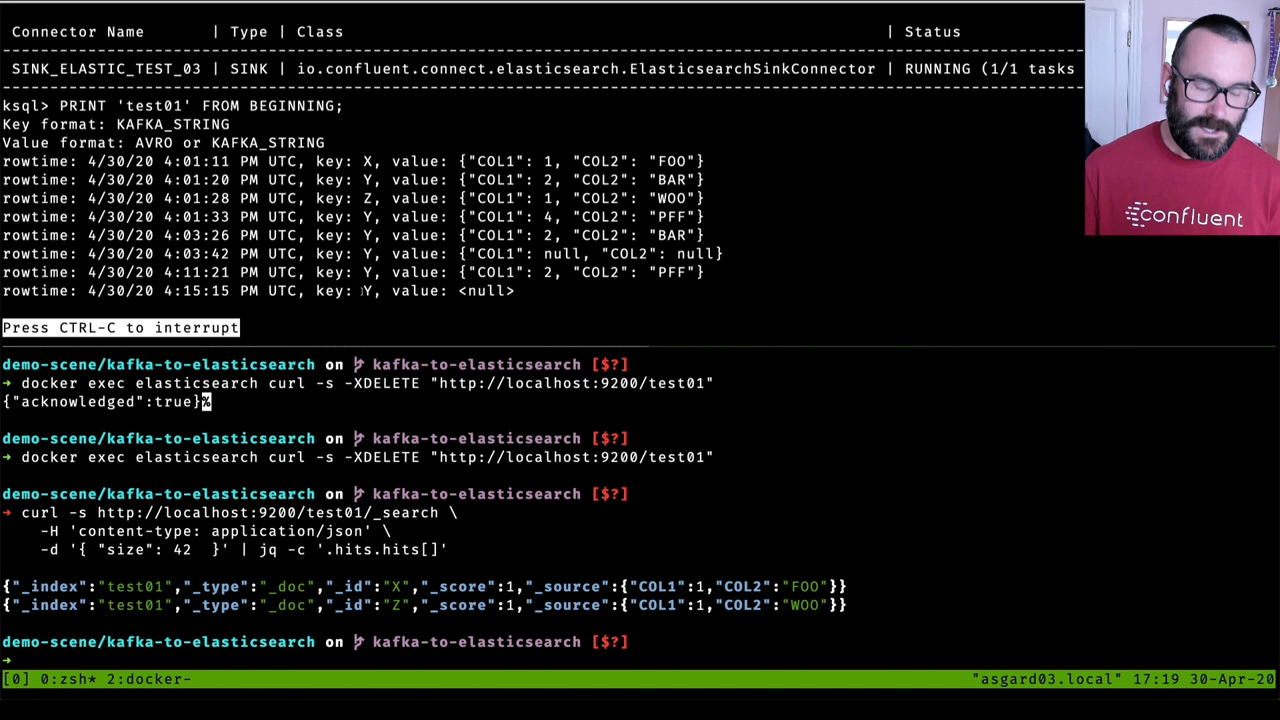 Connector Name | Type | Class | Status
SINK_ELASTIC_TEST_03 | SINK | io.confluent.connect.elasticsearch.ElasticsearchSinkConnector | RUNNING (1/1 tasks
ksql> PRINT 'test01' FROM BEGINNING;
Key format: KAFKA_STRING
Value format: AVRO or KAFKA_STRING
rowtime: 4/30/20 4:01:11 PM UTC, key: X, value: {"COL1": 1, "COL2": "FOO"}
rowtime: 4/30/20 4:01:20 PM UTC, key: Y, value: {"COL1": 2, "COL2": "BAR"}
rowtime: 4/30/20 4:01:28 PM UTC, key: Z, value: {"COL1": 1, "COL2": "WOO"}
rowtime: 4/30/20 4:01:33 PM UTC, key: Y, value: {"COL1": 4, "COL2": "PFF"}
rowtime: 4/30/20 4:03:26 PM UTC, key: Y, value: {"COL1": 2, "COL2": "BAR"}
rowtime: 4/30/20 4:03:42 PM UTC, key: Y, value: {"COL1": null, "COL2": null}
rowtime: 4/30/20 4:11:21 PM UTC, key: Y, value: {"COL1": 2, "COL2": "PFF"}
rowtime: 4/30/20 4:15:15 PM UTC, key: Y, value: <null>
Press CTRL-C to interrupt
demo-scene/kafka-to-elasticsearch on kafka-to-elasticsearch [$?]
→ docker exec elasticsearch curl -s -XDELETE "http://localhost:9200/test01"
{"acknowledged":true}%
demo-scene/kafka-to-elasticsearch on kafka-to-elasticsearch [$?]
→ docker exec elasticsearch curl -s -XDELETE "http://localhost:9200/test01"
demo-scene/kafka-to-elasticsearch on kafka-to-elasticsearch [$?]
→ curl -s http://localhost:9200/test01/_search \
-H 'content-type: application/json' \
-d '{ "size": 42 }' | jq -c '.hits.hits[]'
{"_index":"test01","_type":"_doc","_id":"X","_score":1,"_source":{"COL1":1,"COL2":"FOO"}}
{"_index":"test01","_type":"_doc","_id":"Z","_score":1,"_source":{"COL1":1,"COL2":"WOO"}}
demo-scene/kafka-to-elasticsearch on kafka-to-elasticsearch [$?]
→
[0] 0:zsh* 2:docker- "asgard03.local" 17:19 30-Apr-20
confluent